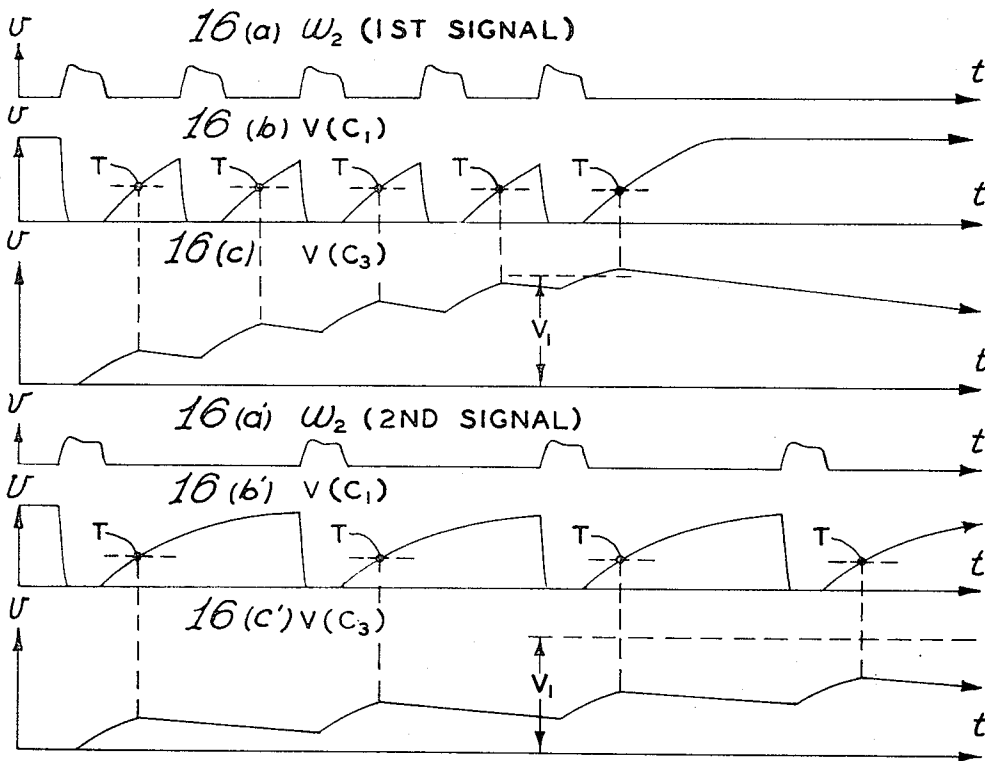 16 (a) ω₂ (1ST SIGNAL)
υ
t
16 (b) V(C₁)
υ
T T T T T
t
16 (c) V(C₃)
υ
V₁
t
16 (a') ω₂ (2ND SIGNAL)
υ
t
16 (b') V(C₁)
υ
T T T T
t
16 (c') V(C₃)
υ
V₁
t